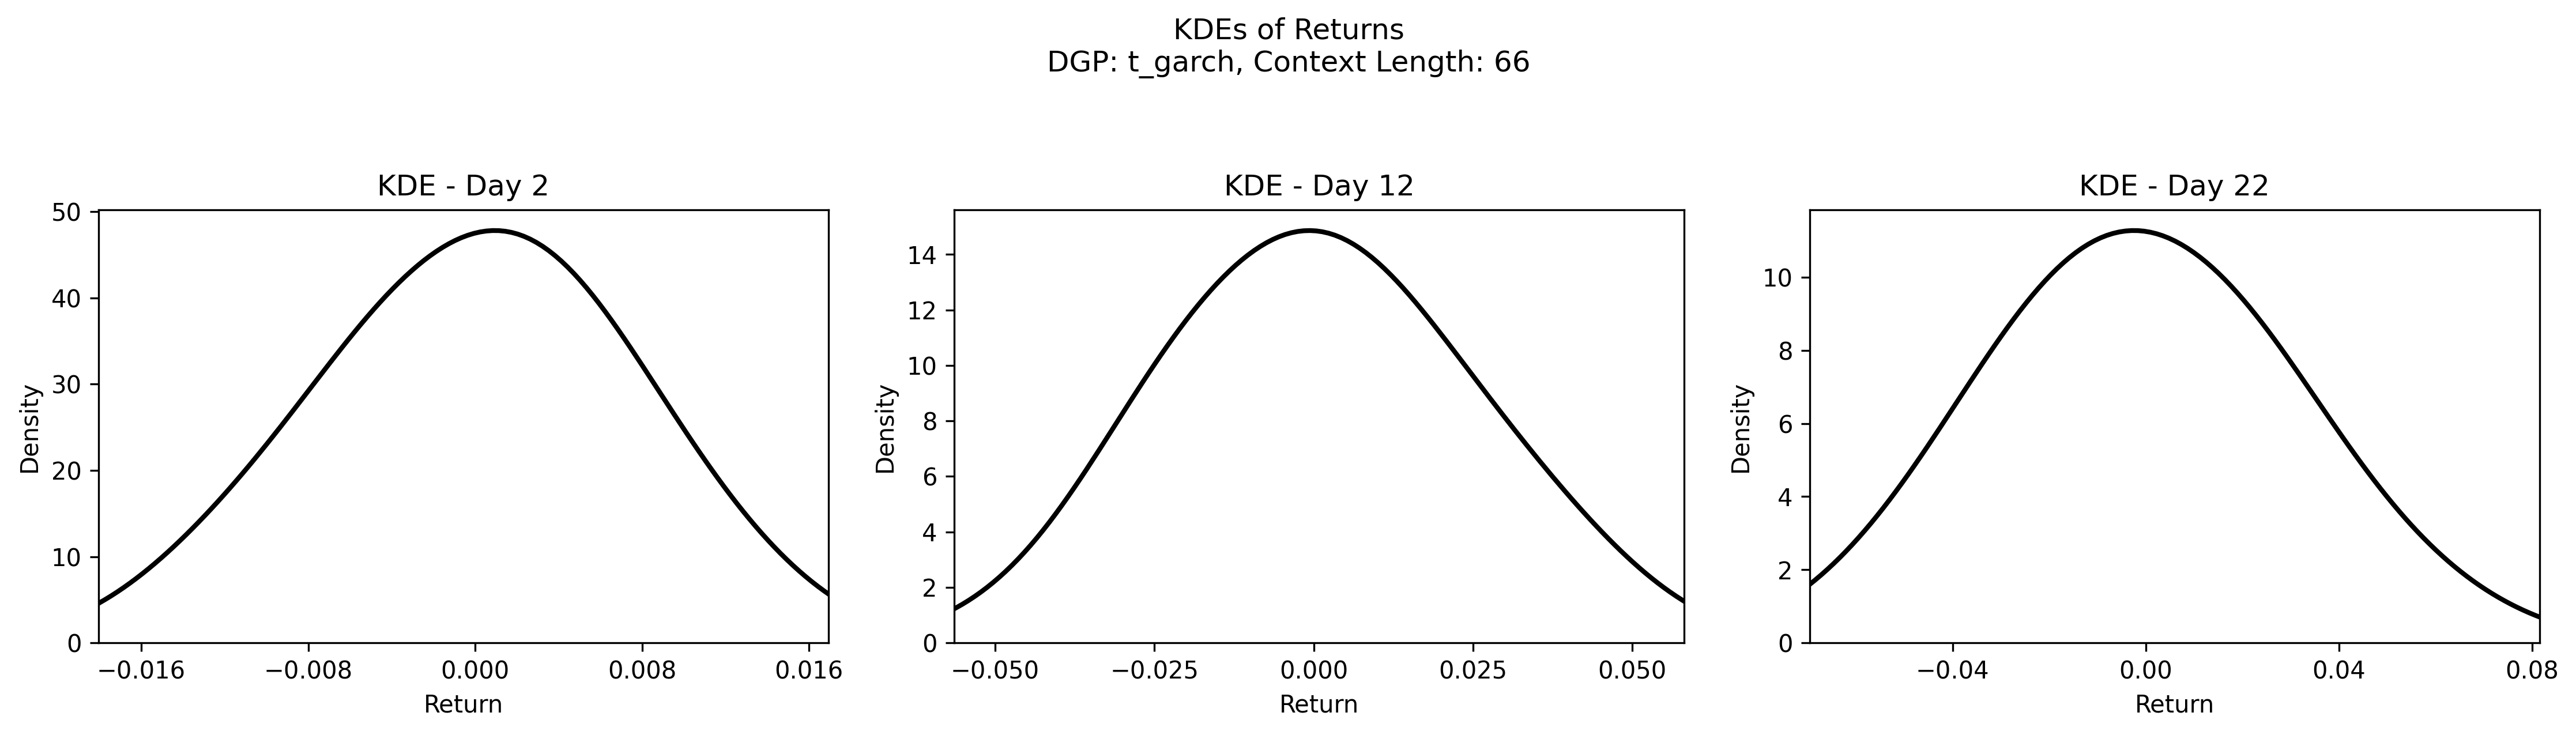 KDEs of Returns
DGP: t_garch, Context Length: 66
KDE - Day 2
50
40
30
20
10
0
Density
−0.016 −0.008 0.000 0.008 0.016
Return
KDE - Day 12
14
12
10
8
6
4
2
0
Density
−0.050 −0.025 0.000 0.025 0.050
Return
KDE - Day 22
10
8
6
4
2
0
Density
−0.04 0.00 0.04 0.08
Return